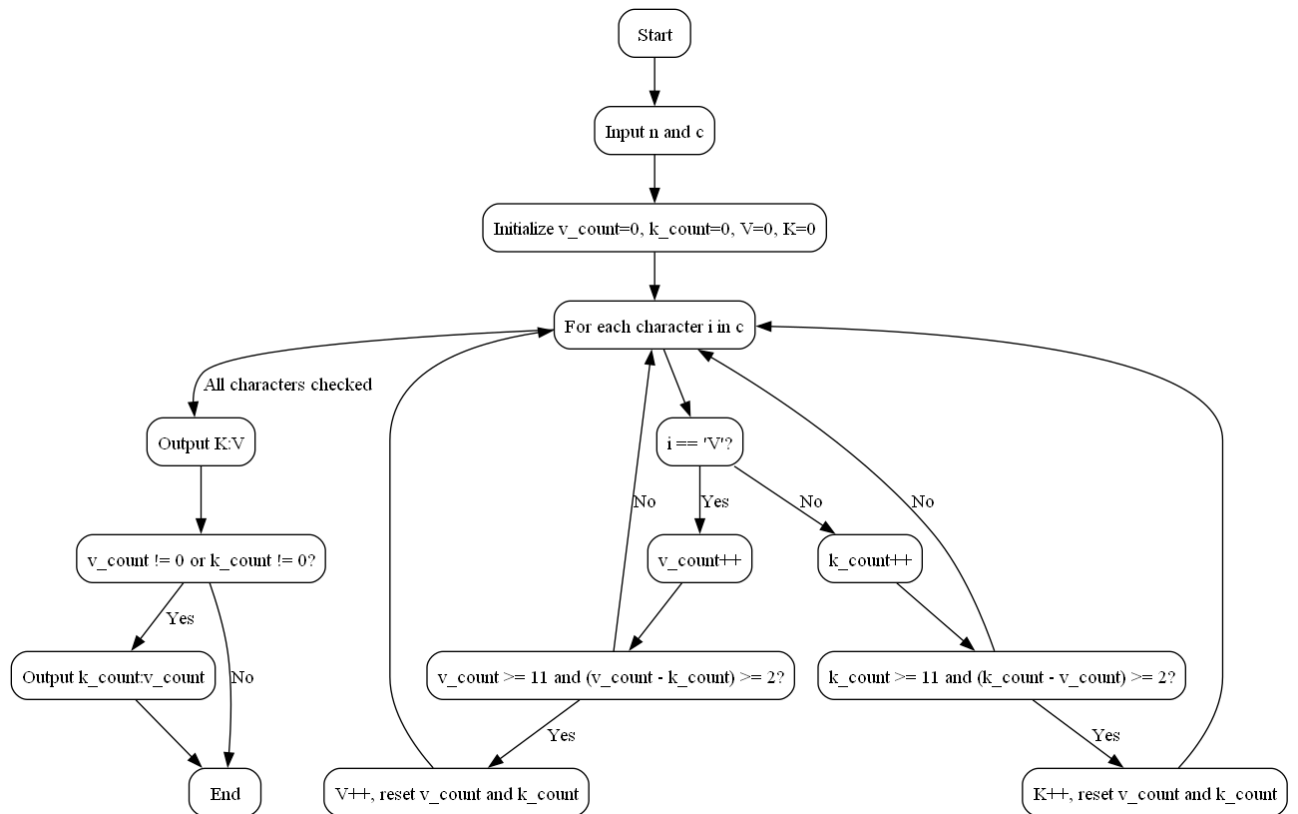 Start
Input n and c
Initialize v_count=0, k_count=0, V=0, K=0
For each character i in c
All characters checked
Output K:V
i == 'V'?
No
Yes
No
No
v_count != 0 or k_count != 0?
v_count++
k_count++
Yes
No
Output k_count:v_count
v_count >= 11 and (v_count - k_count) >= 2?
k_count >= 11 and (k_count - v_count) >= 2?
Yes
Yes
End
V++, reset v_count and k_count
K++, reset v_count and k_count